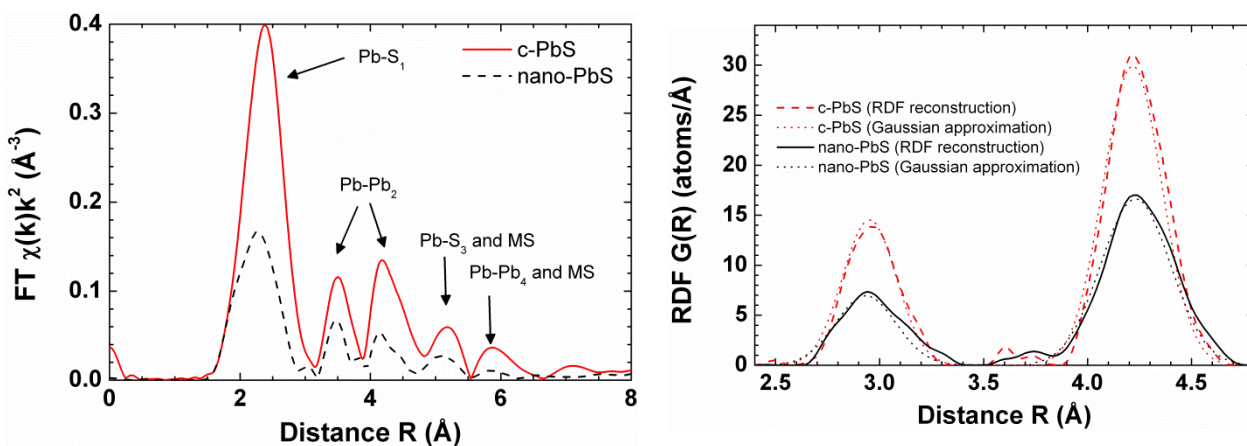 0.4
0.3
0.2
0.1
0.0
FT χ(k)k² (Å⁻³)
Pb-S₁
c-PbS
nano-PbS
Pb-Pb₂
Pb-S₃ and MS
Pb-Pb₄ and MS
0 2 4 6 8
Distance R (Å)
30
25
20
15
10
5
0
RDF G(R) (atoms/Å)
c-PbS (RDF reconstruction)
c-PbS (Gaussian approximation)
nano-PbS (RDF reconstruction)
nano-PbS (Gaussian approximation)
2.5 3.0 3.5 4.0 4.5
Distance R (Å)